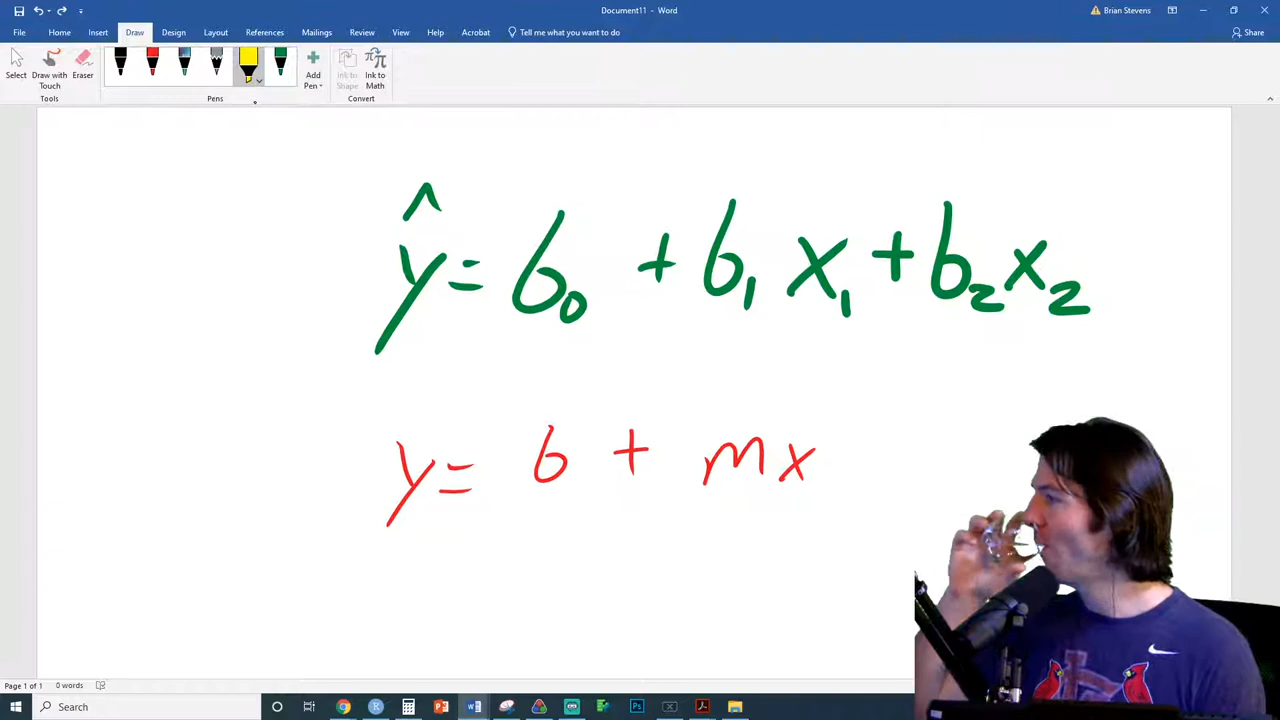 Document11 - Word
Brian Stevens
File Home Insert Draw Design Layout References Mailings Review View Help Acrobat Tell me what you want to do Share
Select Draw with Touch Eraser Add Pen Ink to Shape Ink to Math
Tools Pens Convert
ŷ = b₀ + b₁x₁ + b₂x₂
y = b + mx
Page 1 of 1 0 words
Search